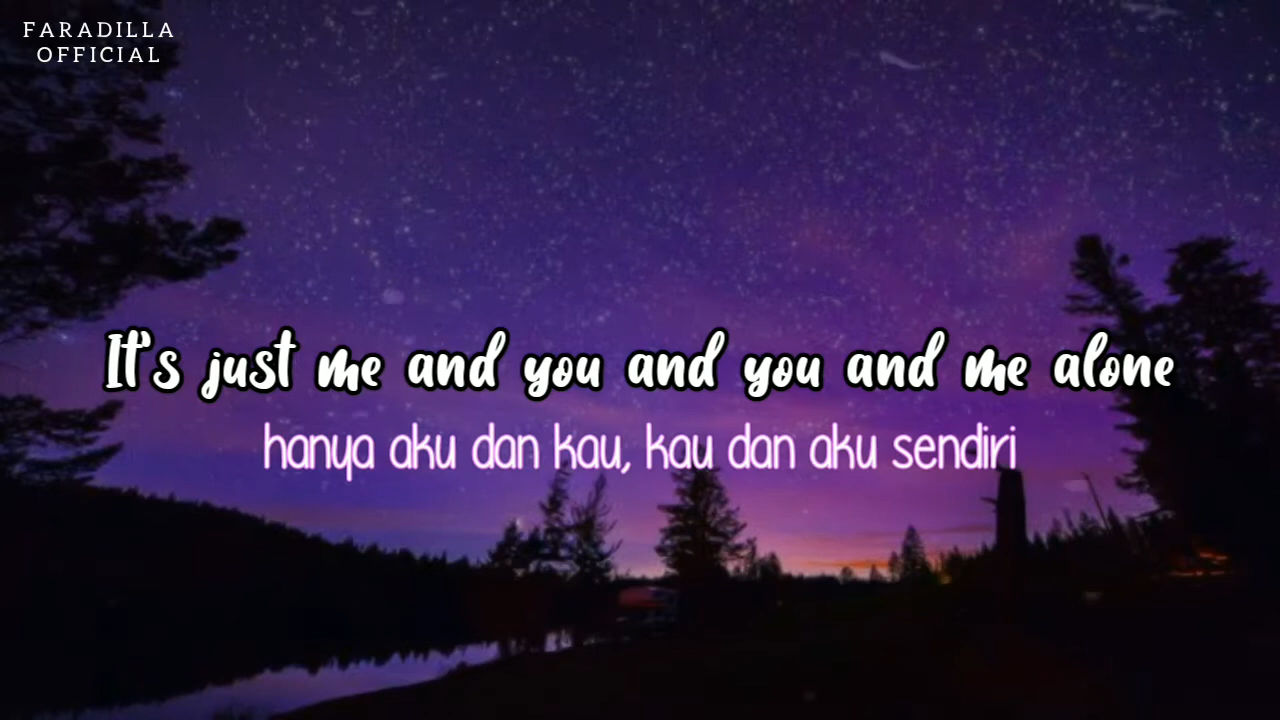 FARADILLA
OFFICIAL
It's just me and you and you and me alone
hanya aku dan kau, kau dan aku sendiri